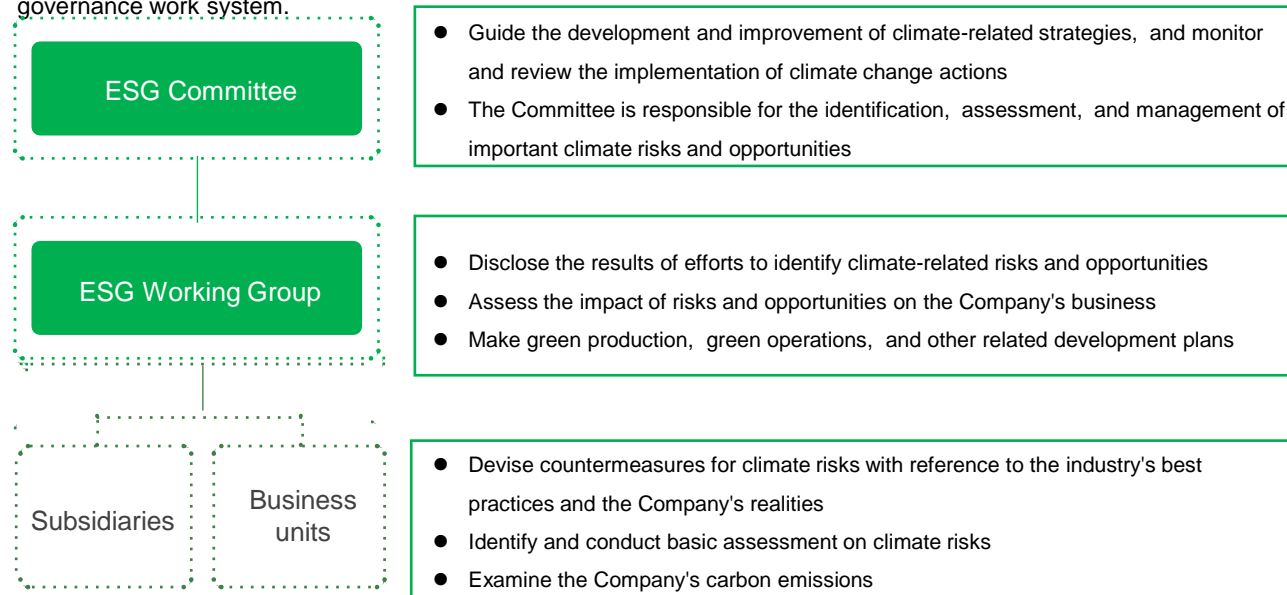 governance work system.
ESG Committee
● Guide the development and improvement of climate-related strategies, and monitor
and review the implementation of climate change actions
● The Committee is responsible for the identification, assessment, and management of
important climate risks and opportunities
ESG Working Group
● Disclose the results of efforts to identify climate-related risks and opportunities
● Assess the impact of risks and opportunities on the Company's business
● Make green production, green operations, and other related development plans
Subsidiaries
Business
units
● Devise countermeasures for climate risks with reference to the industry's best
practices and the Company's realities
● Identify and conduct basic assessment on climate risks
● Examine the Company's carbon emissions